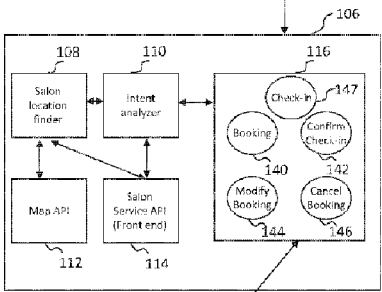 106
108
110
116
Salon
location
finder
Intent
analyzer
Check-in
147
Booking
Confirm
Check-in
140
142
Map API
Salon
Service API
(Front end)
Modify
Booking
Cancel
Booking
112
114
144
146